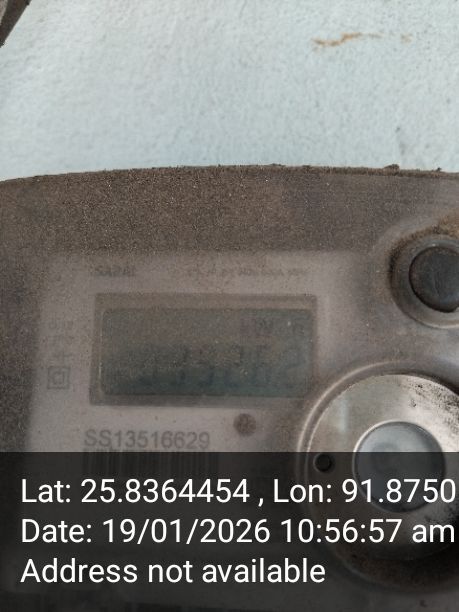 SS13516629
Lat: 25.8364454 , Lon: 91.8750
Date: 19/01/2026 10:56:57 am
Address not available